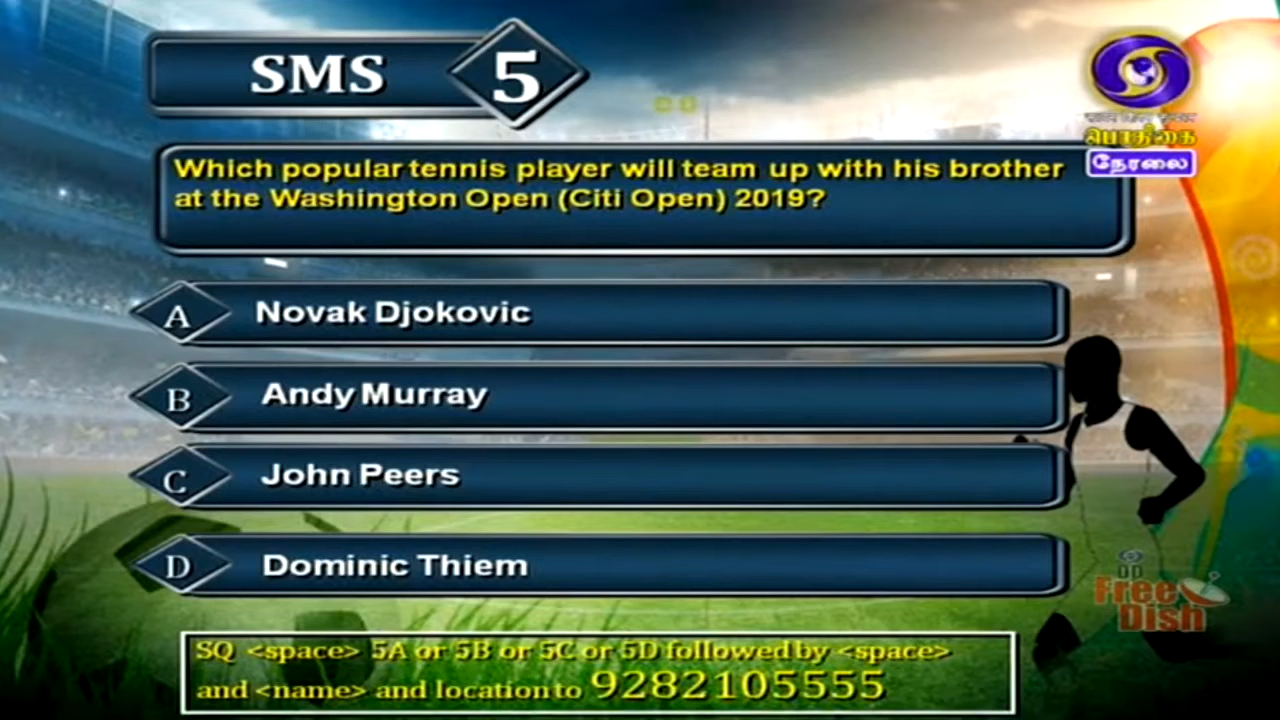 SMS 5
பொதிகை
நேரலை
Which popular tennis player will team up with his brother
at the Washington Open (Citi Open) 2019?
A Novak Djokovic
B Andy Murray
C John Peers
D Dominic Thiem
DD
Free
Dish
SQ <space> 5A or 5B or 5C or 5D followed by <space>
and <name> and location to 9282105555